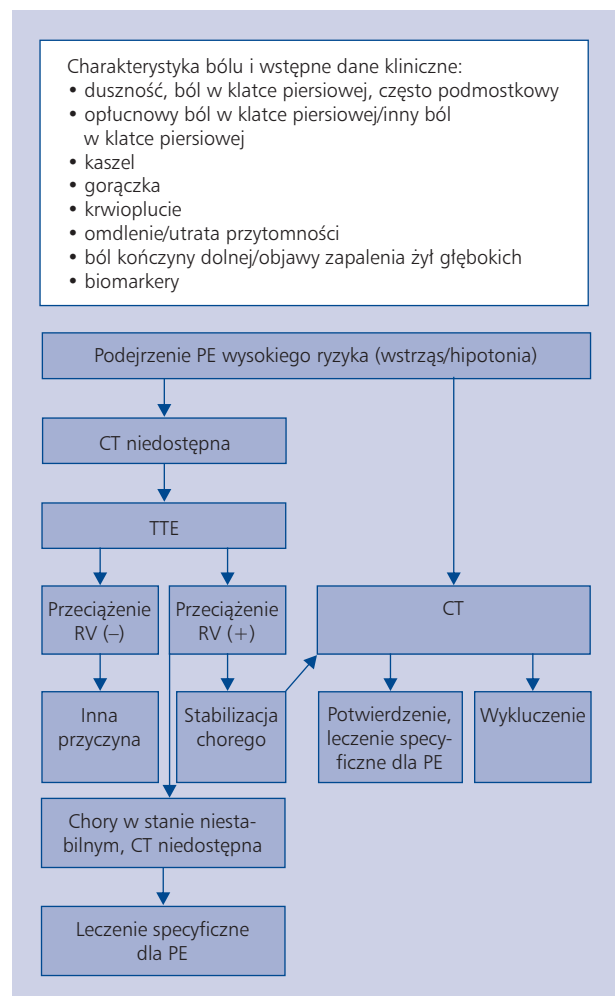 Charakterystyka bólu i wstępne dane kliniczne:
• duszność, ból w klatce piersiowej, często podmostkowy
• opłucnowy ból w klatce piersiowej/inny ból
w klatce piersiowej
• kaszel
• gorączka
• krwioplucie
• omdlenie/utrata przytomności
• ból kończyny dolnej/objawy zapalenia żył głębokich
• biomarkery
Podejrzenie PE wysokiego ryzyka (wstrząs/hipotonia)
CT niedostępna
TTE
Przeciążenie
RV (–)
Przeciążenie
RV (+)
CT
Inna
przyczyna
Stabilizacja
chorego
Potwierdzenie,
leczenie specy-
ficzne dla PE
Wykluczenie
Chory w stanie niesta-
bilnym, CT niedostępna
Leczenie specyficzne
dla PE